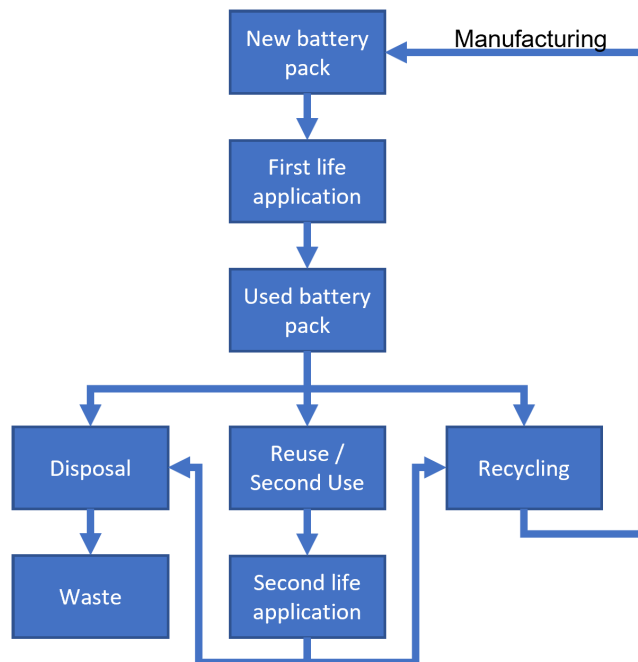 New battery
pack
Manufacturing
First life
application
Used battery
pack
Disposal
Reuse /
Second Use
Recycling
Waste
Second life
application